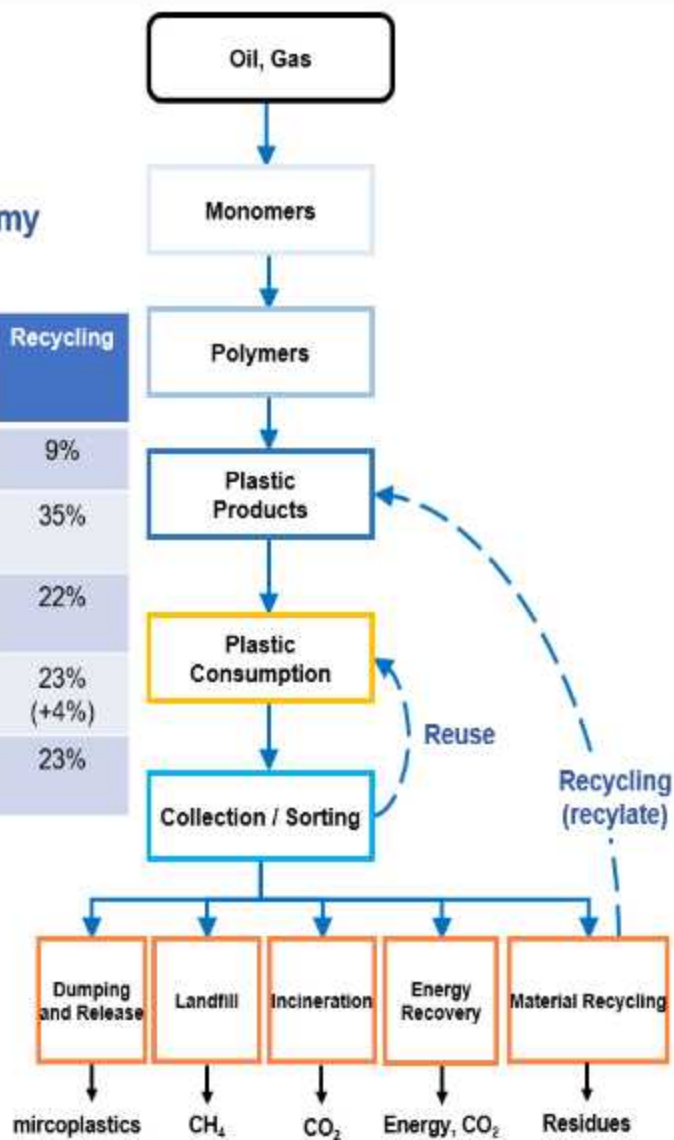 Oil, Gas
Monomers
my
Recycling
Polymers
9%
Plastic
Products
35%
22%
Plastic
Consumption
23%
(+4%)
Reuse
23%
Collection / Sorting
Recycling
(recylate)
Dumping
and Release
Landfill
Incineration
Energy
Recovery
Material Recycling
mircoplastics
CH₄
CO₂
Energy, CO₂
Residues